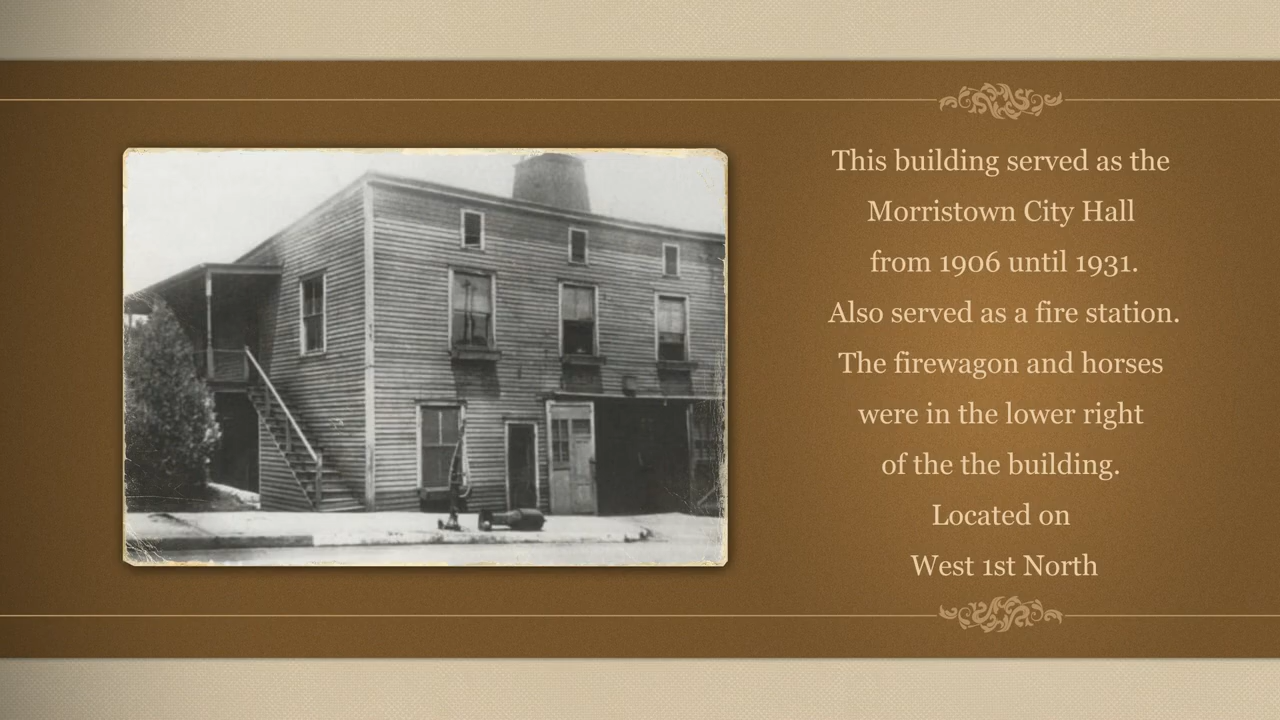 This building served as the
Morristown City Hall
from 1906 until 1931.
Also served as a fire station.
The firewagon and horses
were in the lower right
of the the building.
Located on
West 1st North